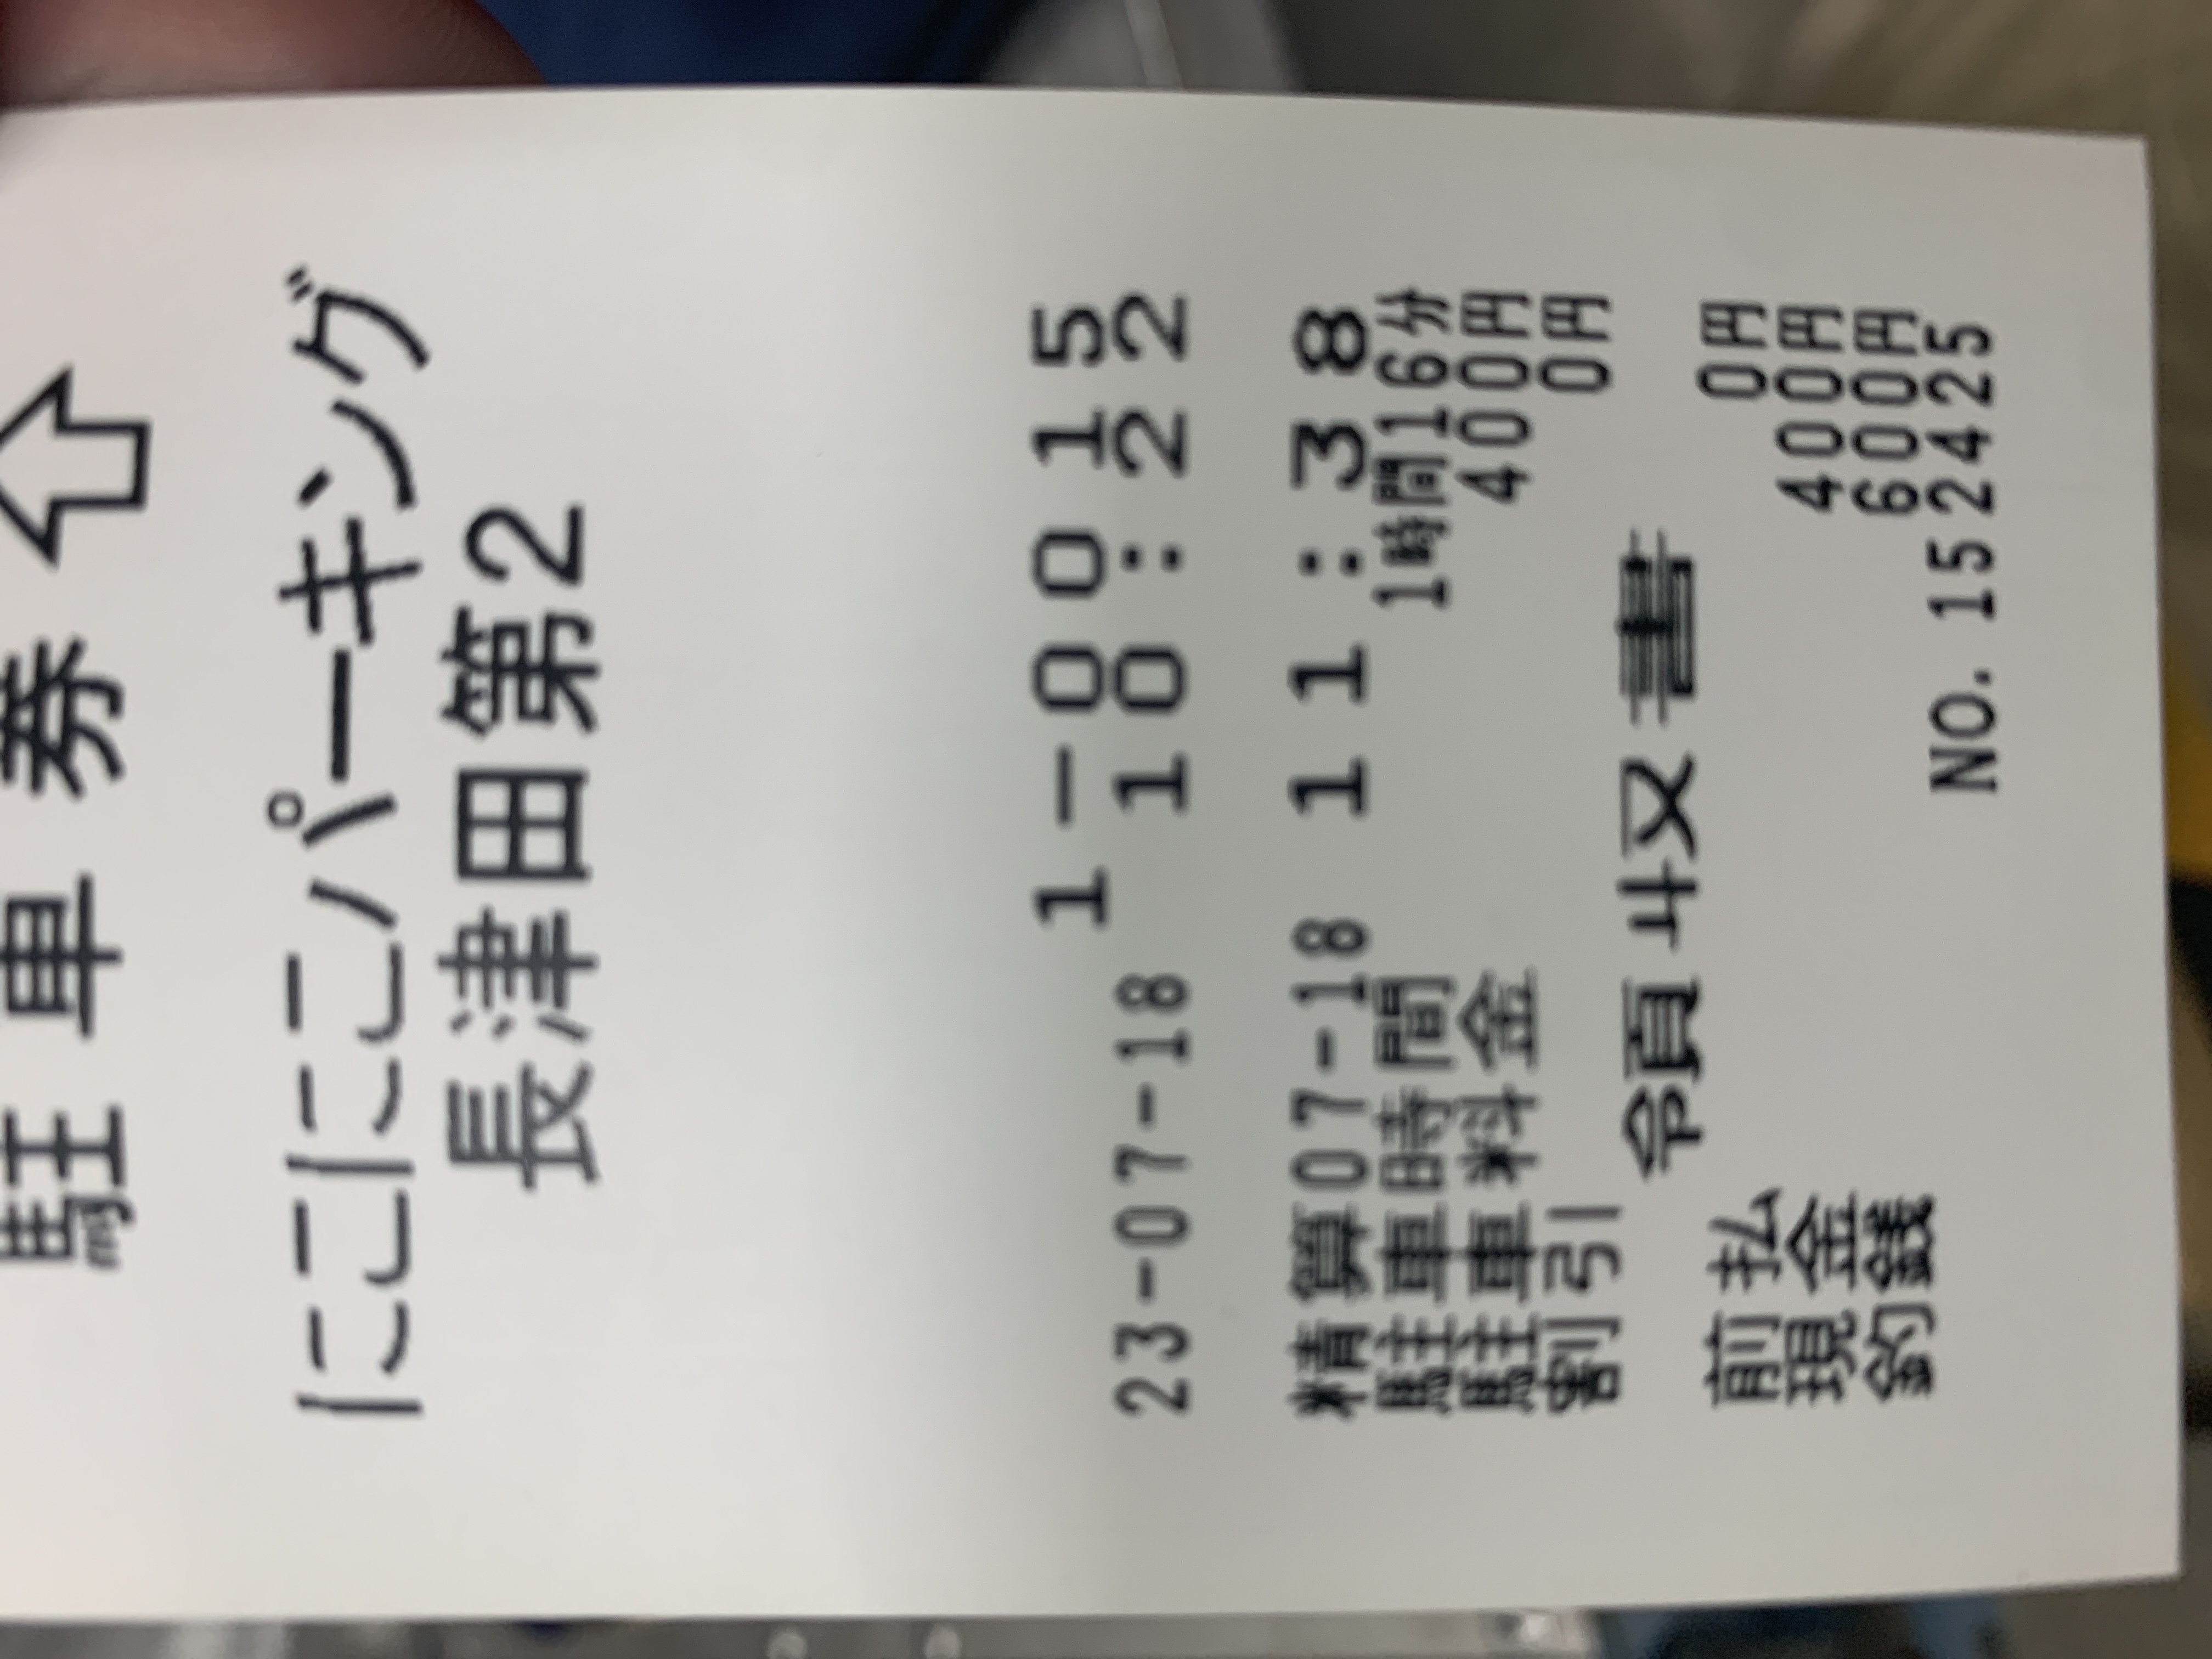 駐車券⇧
にこにこパーキング
長津田第2
1-0015
23-07-18 10:22
精算07-18 11:38
駐車時間 1時間16分
駐車料金 400円
割引 0円
領収書
前払 0円
現金 400円
釣銭 600円
NO. 152425